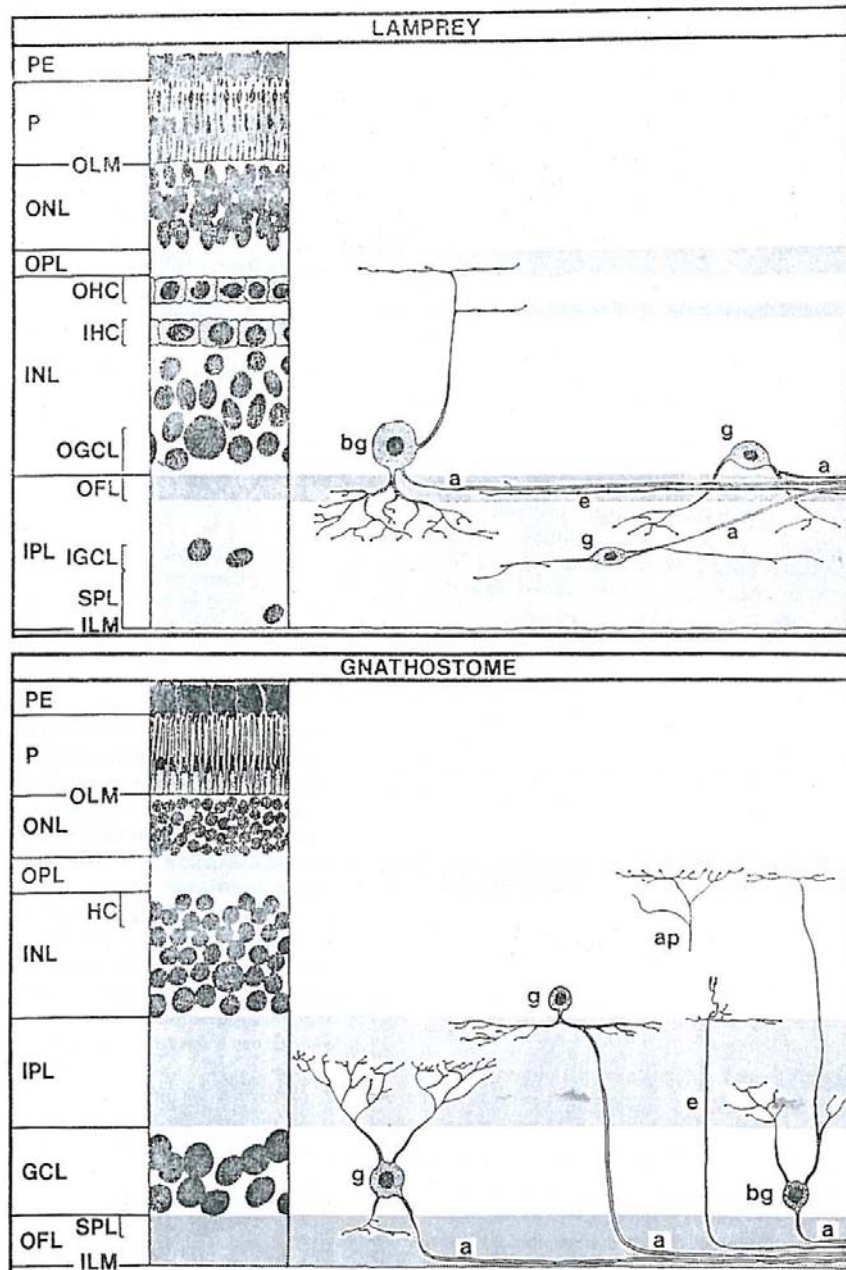 LAMPREY
PE
P
OLM
ONL
OPL
OHC
IHC
INL
OGCL
OFL
IPL
IGCL
SPL
ILM
bg
a
e
g
a
g
a
GNATHOSTOME
PE
P
OLM
ONL
OPL
HC
INL
IPL
GCL
SPL
OFL
ILM
ap
g
e
g
bg
a
a
a